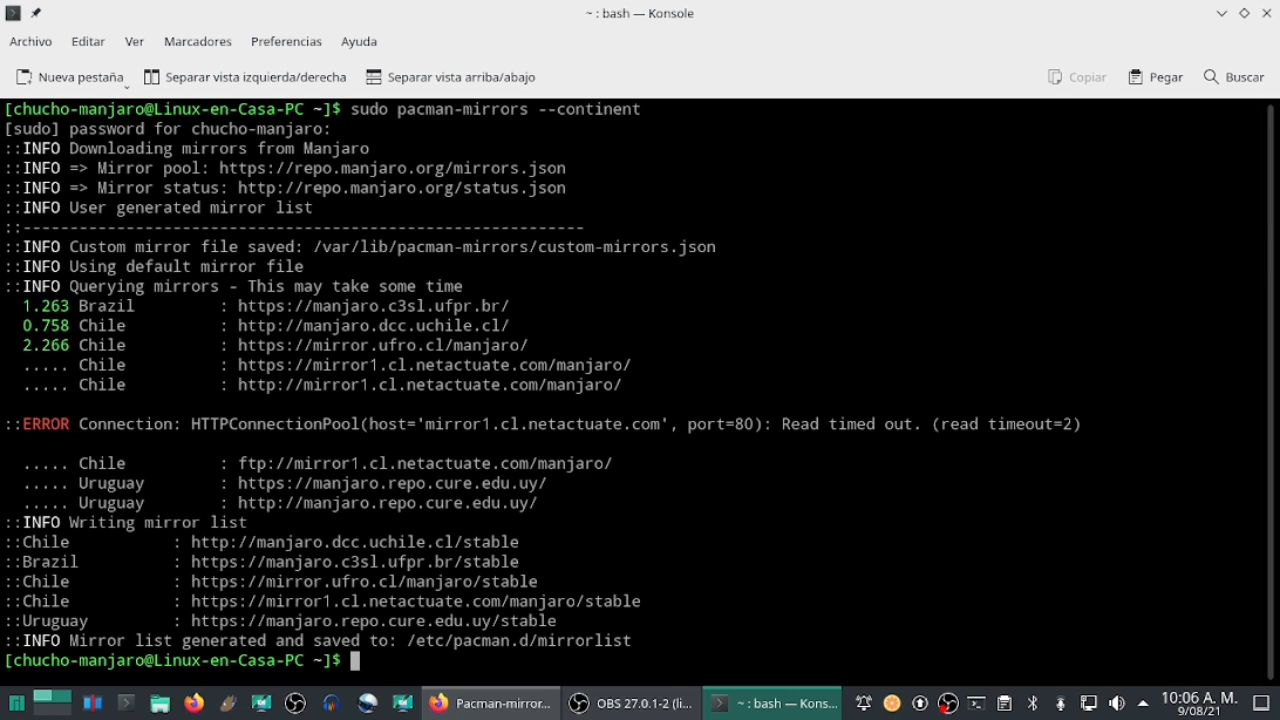 ~ : bash — Konsole
Archivo Editar Ver Marcadores Preferencias Ayuda
Nueva pestaña Separar vista izquierda/derecha Separar vista arriba/abajo Copiar Pegar Buscar
[chucho-manjaro@Linux-en-Casa-PC ~]$ sudo pacman-mirrors --continent
[sudo] password for chucho-manjaro:
::INFO Downloading mirrors from Manjaro
::INFO => Mirror pool: https://repo.manjaro.org/mirrors.json
::INFO => Mirror status: http://repo.manjaro.org/status.json
::INFO User generated mirror list
::------------------------------------------------------------
::INFO Custom mirror file saved: /var/lib/pacman-mirrors/custom-mirrors.json
::INFO Using default mirror file
::INFO Querying mirrors - This may take some time
1.263 Brazil : https://manjaro.c3sl.ufpr.br/
0.758 Chile : http://manjaro.dcc.uchile.cl/
2.266 Chile : https://mirror.ufro.cl/manjaro/
..... Chile : https://mirror1.cl.netactuate.com/manjaro/
..... Chile : http://mirror1.cl.netactuate.com/manjaro/
::ERROR Connection: HTTPConnectionPool(host='mirror1.cl.netactuate.com', port=80): Read timed out. (read timeout=2)
..... Chile : ftp://mirror1.cl.netactuate.com/manjaro/
..... Uruguay : https://manjaro.repo.cure.edu.uy/
..... Uruguay : http://manjaro.repo.cure.edu.uy/
::INFO Writing mirror list
::Chile : http://manjaro.dcc.uchile.cl/stable
::Brazil : https://manjaro.c3sl.ufpr.br/stable
::Chile : https://mirror.ufro.cl/manjaro/stable
::Chile : https://mirror1.cl.netactuate.com/manjaro/stable
::Uruguay : https://manjaro.repo.cure.edu.uy/stable
::INFO Mirror list generated and saved to: /etc/pacman.d/mirrorlist
[chucho-manjaro@Linux-en-Casa-PC ~]$
Pacman-mirror... OBS 27.0.1-2 (li... ~ : bash — Kons... 10:06 A. M.
9/08/21